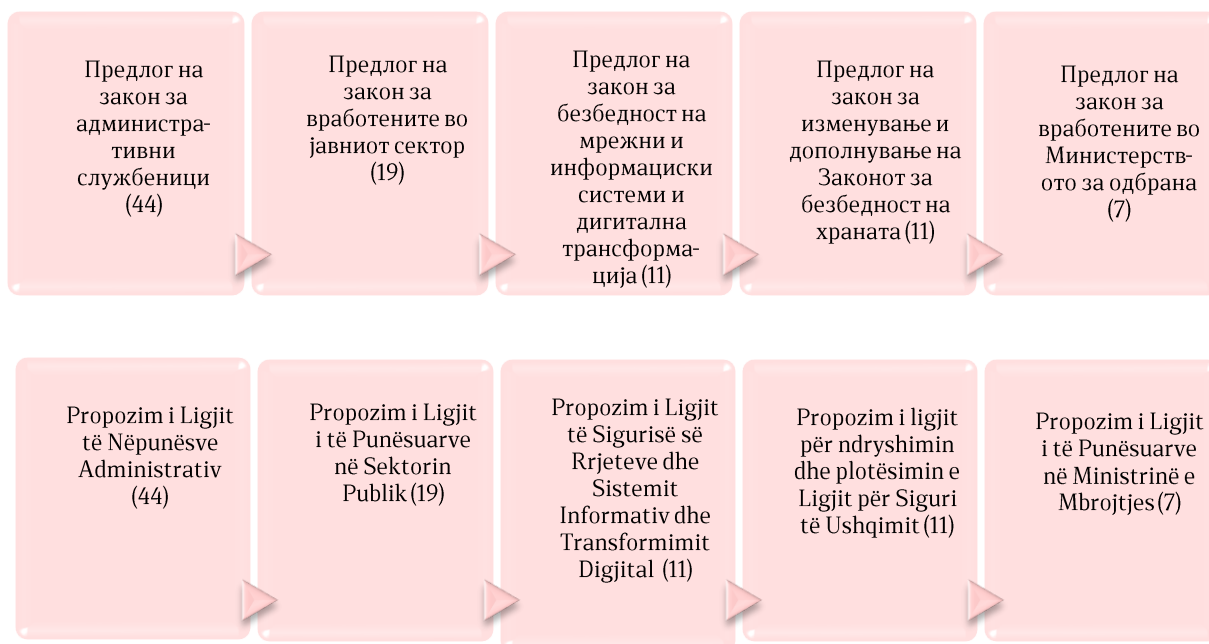 Предлог на
закон за
администра-
тивни
службеници
(44)
Предлог на
закон за
вработените во
јавниот сектор
(19)
Предлог на
закон за
безбедност на
мрежни и
информациски
системи и
дигитална
трансформа-
ција (11)
Предлог на
закон за
изменување и
дополнување на
Законот за
безбедност на
храната (11)
Предлог на
закон за
вработените во
Министерств-
ото за одбрана
(7)
Propozim i Ligjit
të Nëpunësve
Administrativ
(44)
Propozim i Ligjit
i të Punësuarve
në Sektorin
Publik (19)
Propozim i Ligjit
të Sigurisë së
Rrjeteve dhe
Sistemit
Informativ dhe
Transformimit
Digjital (11)
Propozim i ligjit
për ndryshimin
dhe plotësimin e
Ligjit për Siguri
të Ushqimit (11)
Propozim i Ligjit
i të Punësuarve
në Ministrinë e
Mbrojtjes (7)